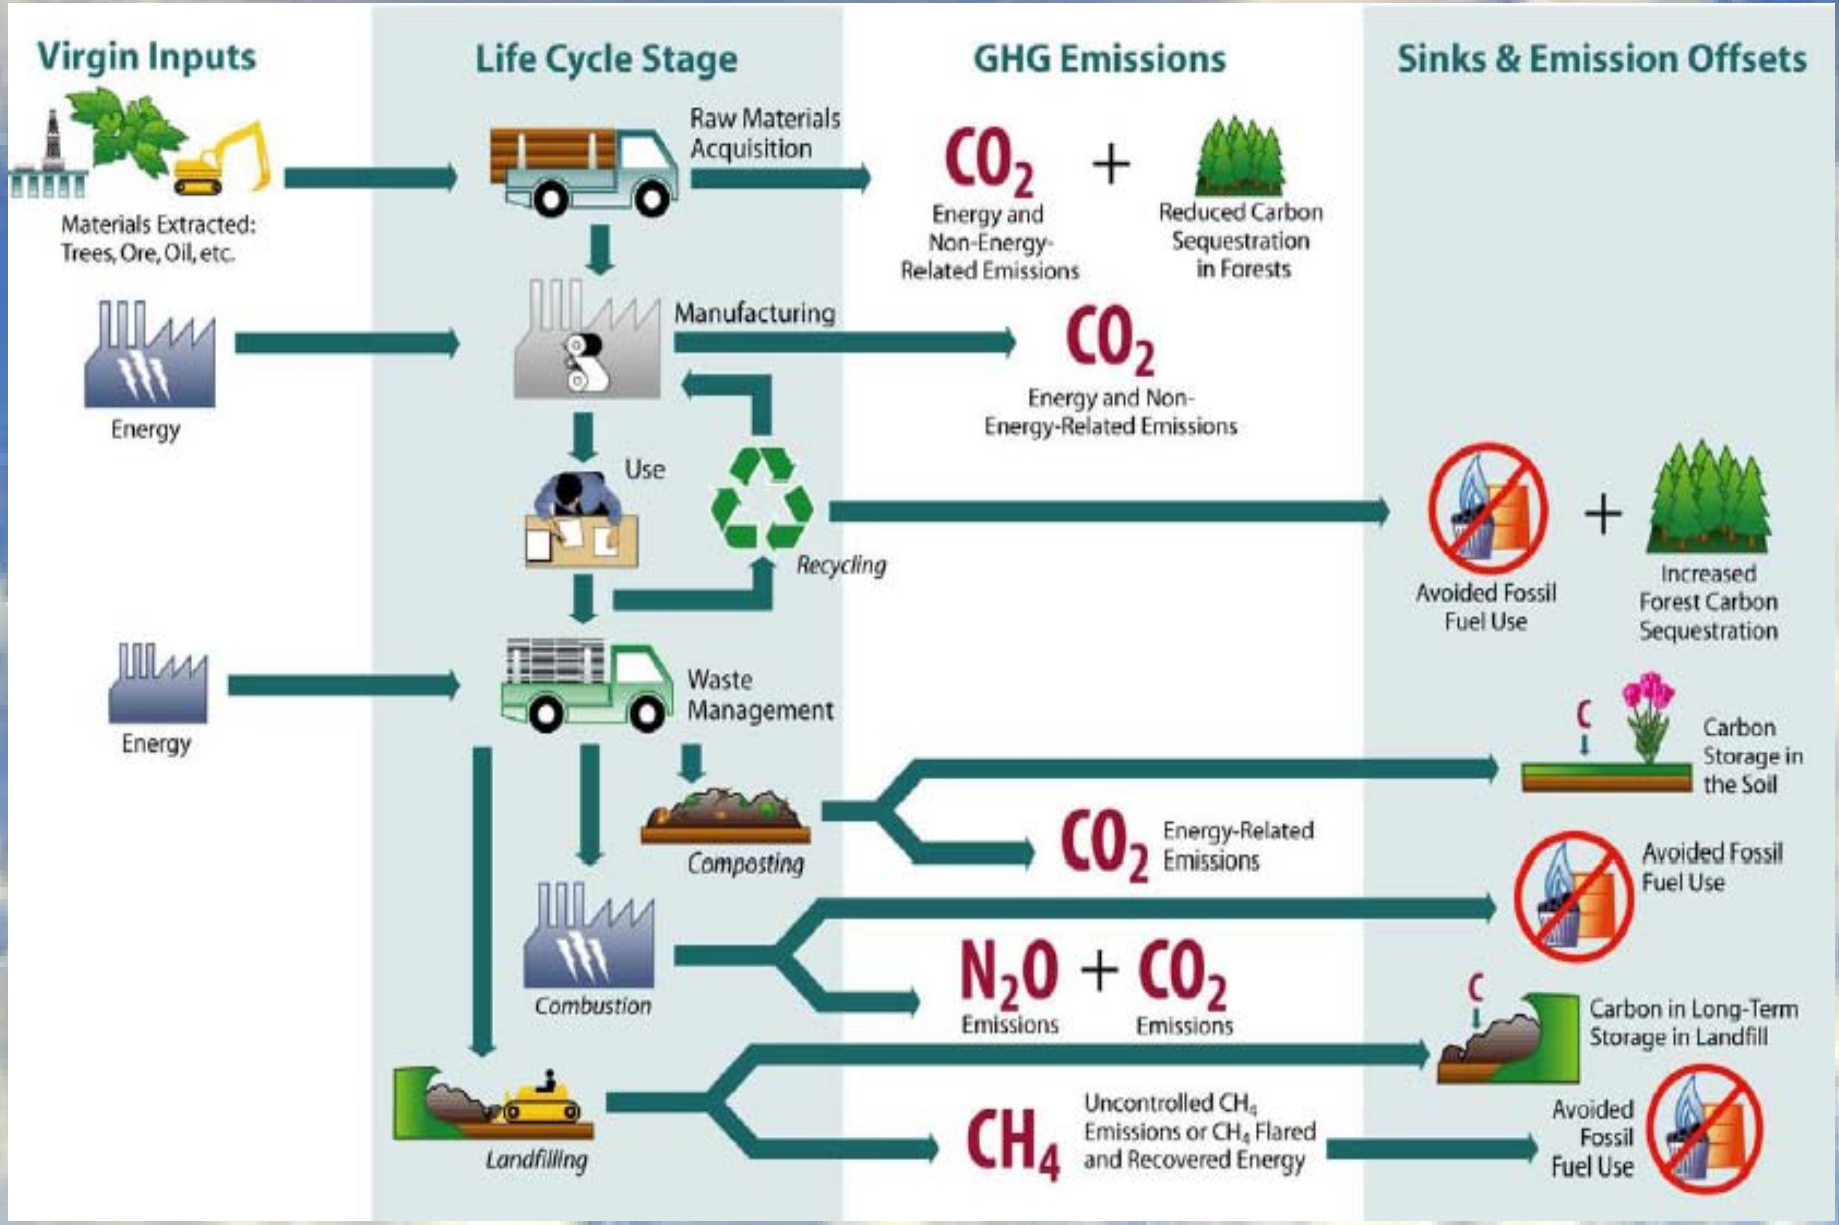 Virgin Inputs
Life Cycle Stage
GHG Emissions
Sinks & Emission Offsets
Materials Extracted:
Trees, Ore, Oil, etc.
Raw Materials
Acquisition
CO2
+
Energy and
Non-Energy-
Related Emissions
Reduced Carbon
Sequestration
in Forests
Energy
Manufacturing
CO2
Energy and Non-
Energy-Related Emissions
Use
Recycling
+
Avoided Fossil
Fuel Use
Increased
Forest Carbon
Sequestration
Energy
Waste
Management
Composting
C
Carbon
Storage in
the Soil
CO2
Energy-Related
Emissions
Combustion
Avoided Fossil
Fuel Use
N2O + CO2
Emissions
Emissions
C
Carbon in Long-Term
Storage in Landfill
Landfilling
CH4
Uncontrolled CH4
Emissions or CH4 Flared
and Recovered Energy
Avoided
Fossil
Fuel Use